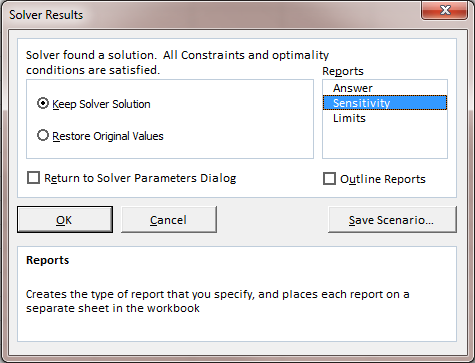 Solver Results
Solver found a solution.  All Constraints and optimality
conditions are satisfied.
Reports
Answer
Sensitivity
Limits
Keep Solver Solution
Restore Original Values
Return to Solver Parameters Dialog
Outline Reports
OK
Cancel
Save Scenario...
Reports
Creates the type of report that you specify, and places each report on a
separate sheet in the workbook